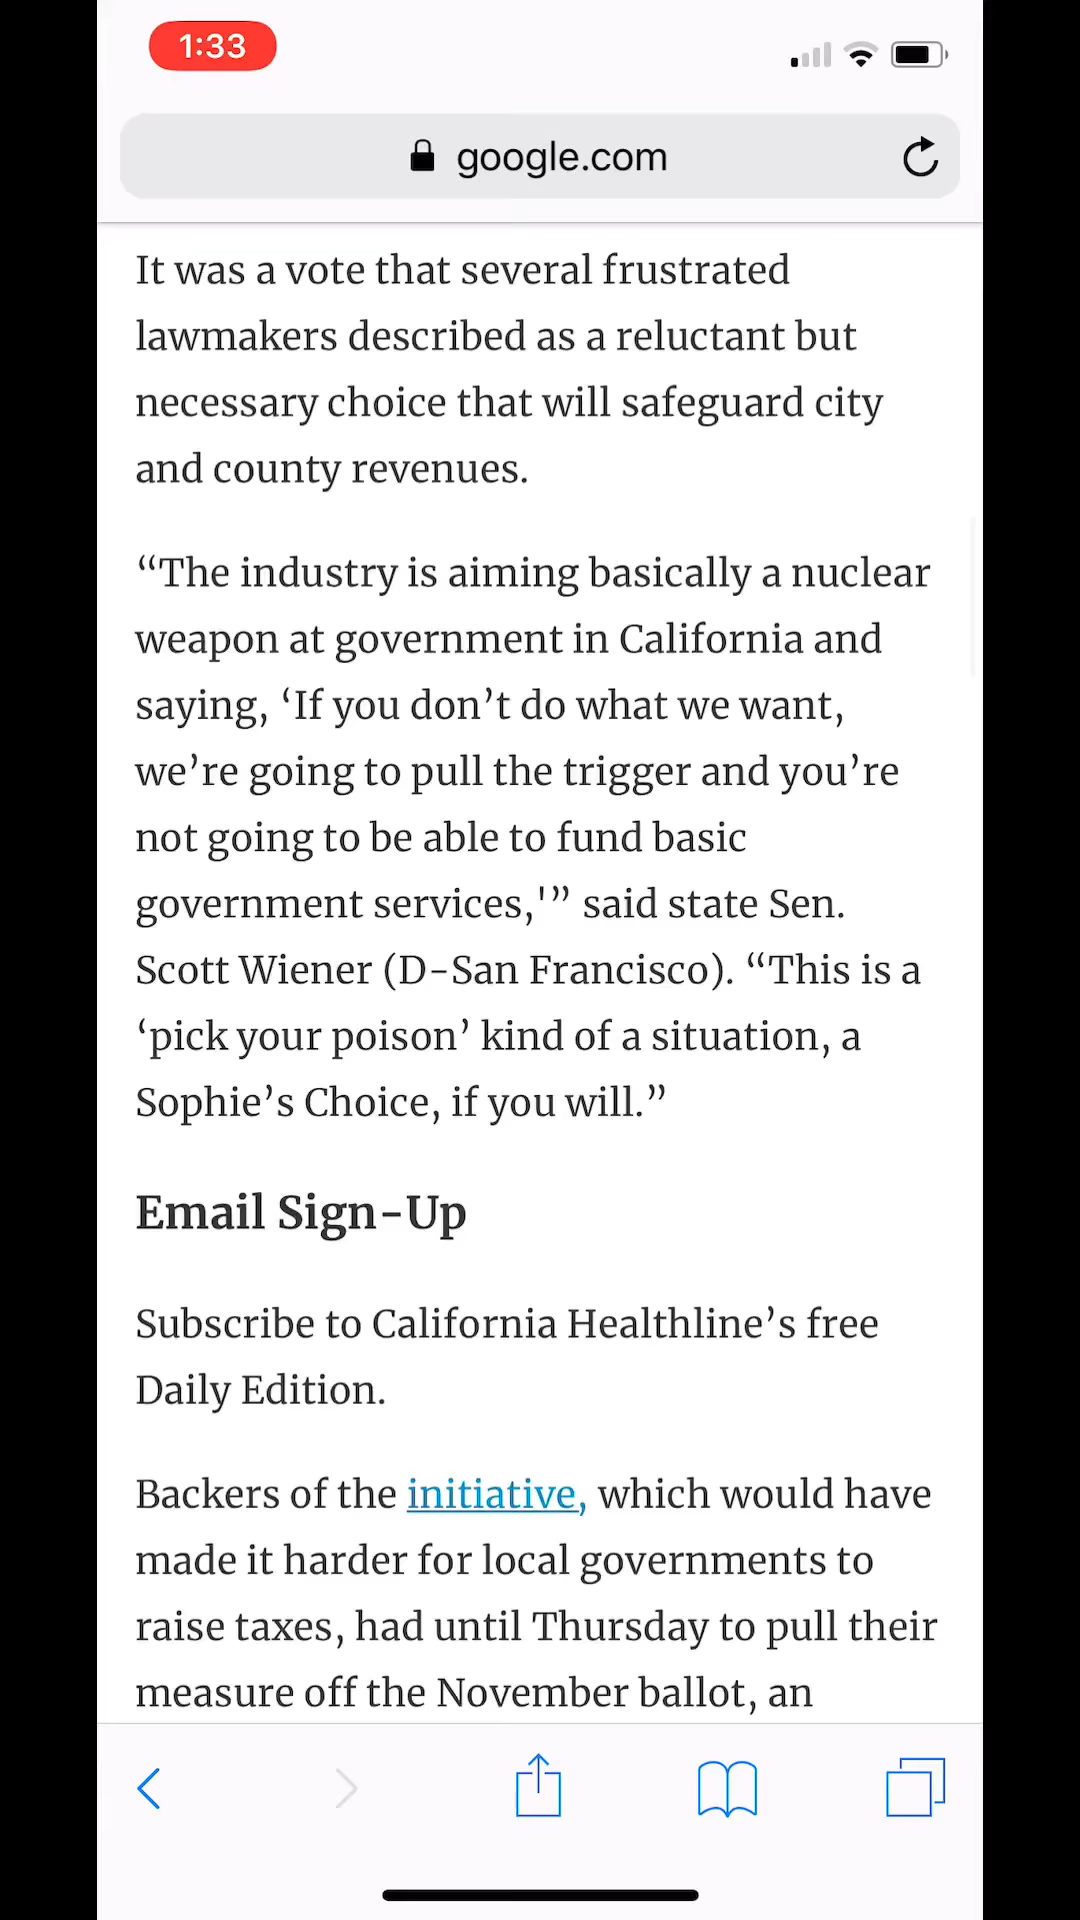 1:33
google.com
It was a vote that several frustrated
lawmakers described as a reluctant but
necessary choice that will safeguard city
and county revenues.
“The industry is aiming basically a nuclear
weapon at government in California and
saying, ‘If you don’t do what we want,
we’re going to pull the trigger and you’re
not going to be able to fund basic
government services,'” said state Sen.
Scott Wiener (D-San Francisco). “This is a
‘pick your poison’ kind of a situation, a
Sophie’s Choice, if you will.”
Email Sign-Up
Subscribe to California Healthline’s free
Daily Edition.
Backers of the initiative, which would have
made it harder for local governments to
raise taxes, had until Thursday to pull their
measure off the November ballot, an